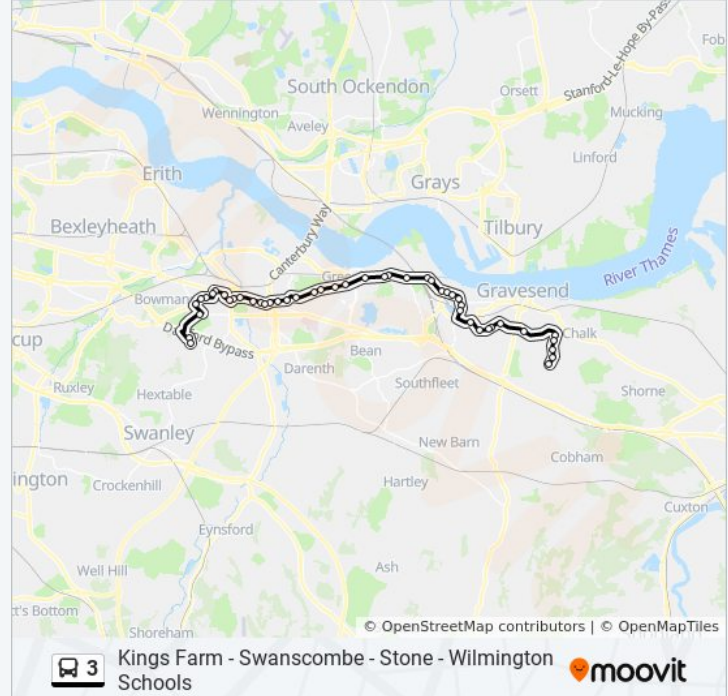 South Ockendon
Orsett
Stanford-Le-Hope By-Pas
Fob
Wennington
Mucking
Aveley
Linford
Erith
Grays
Bexleyheath
Tilbury
Canterbury Way
River Thames
Gre
Gravesend
Bowman
Chalk
cup
Dartford Bypass
Bean
Darenth
Southfleet
Ruxley
Hextable
Shorne
Swanley
New Barn
Cobham
ington
Crockenhill
Hartley
Cuxton
Eynsford
Ash
Well Hill
tt's Bottom
Shoreham
© OpenStreetMap contributors | © OpenMapTiles
3
Kings Farm - Swanscombe - Stone - Wilmington
Schools
moovit